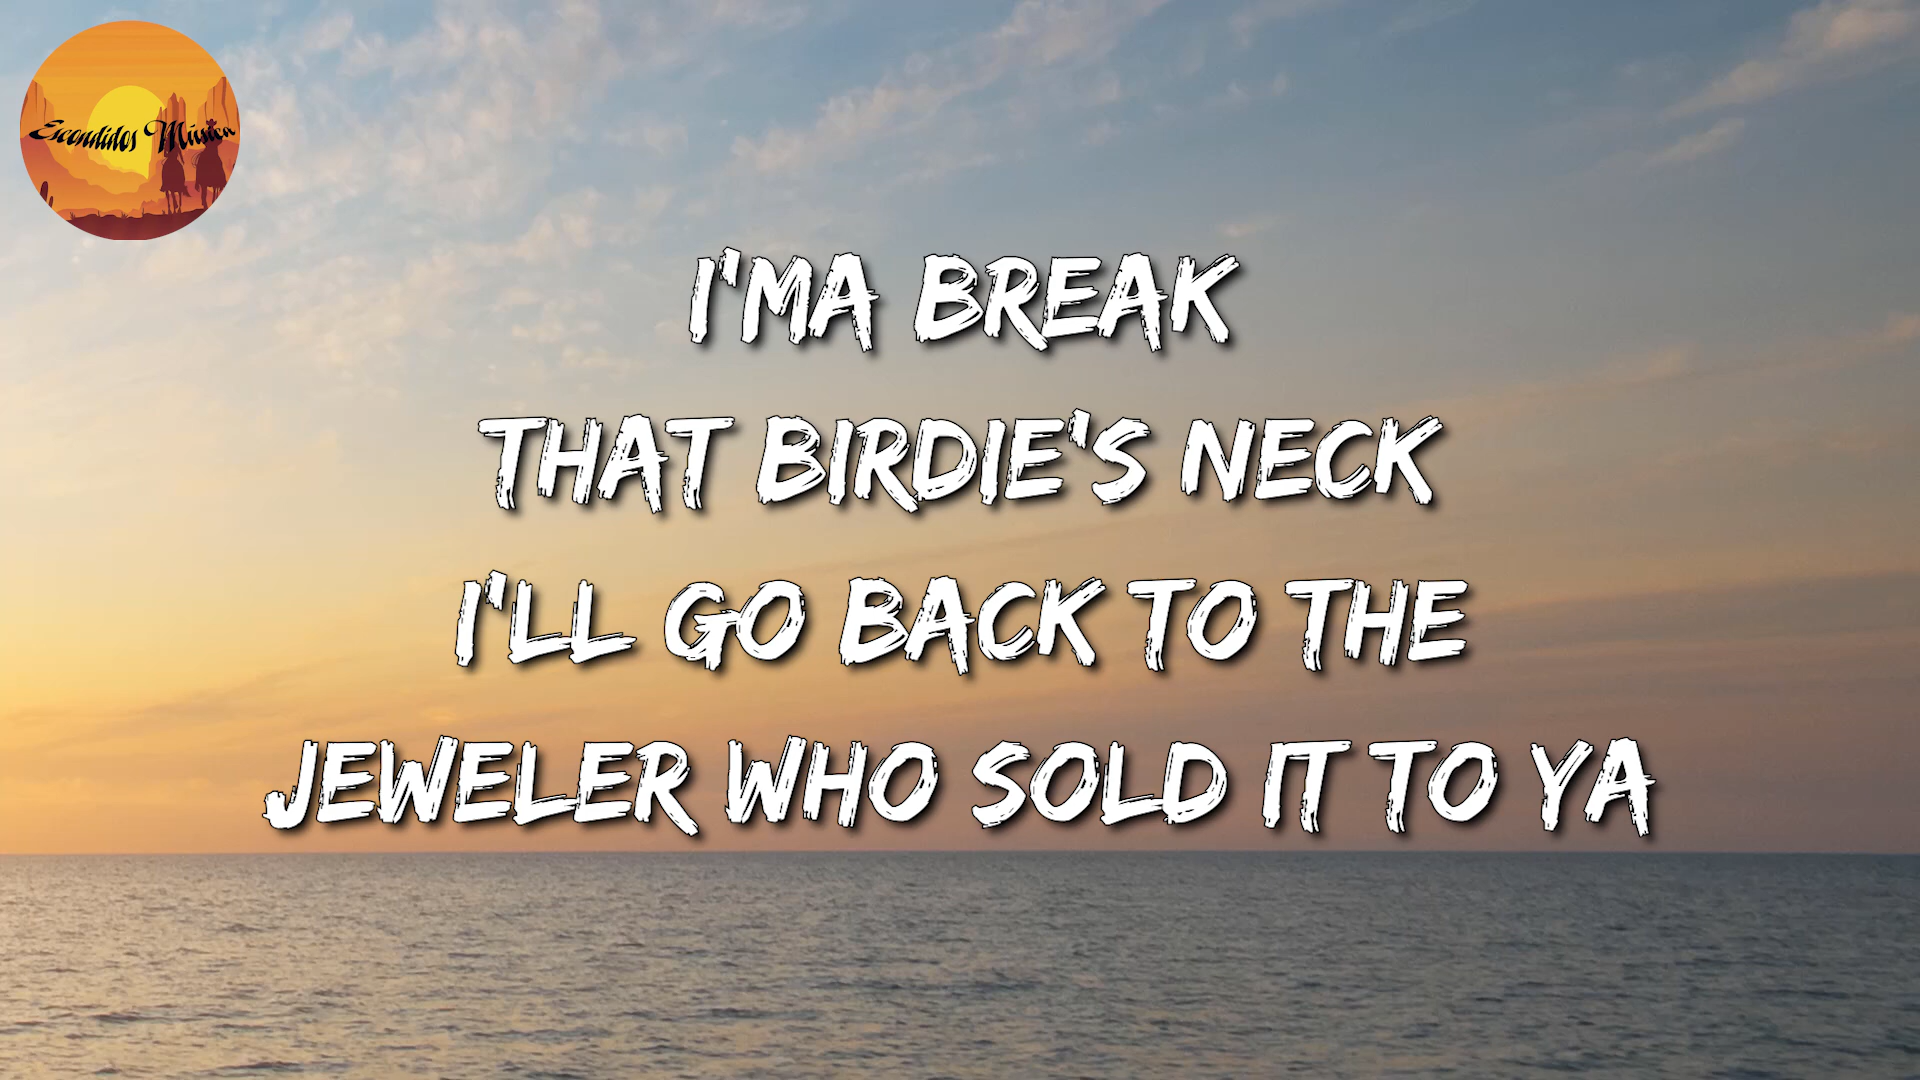 Escondidos Música
I'MA BREAK
THAT BIRDIE'S NECK
I'LL GO BACK TO THE
JEWELER WHO SOLD IT TO YA